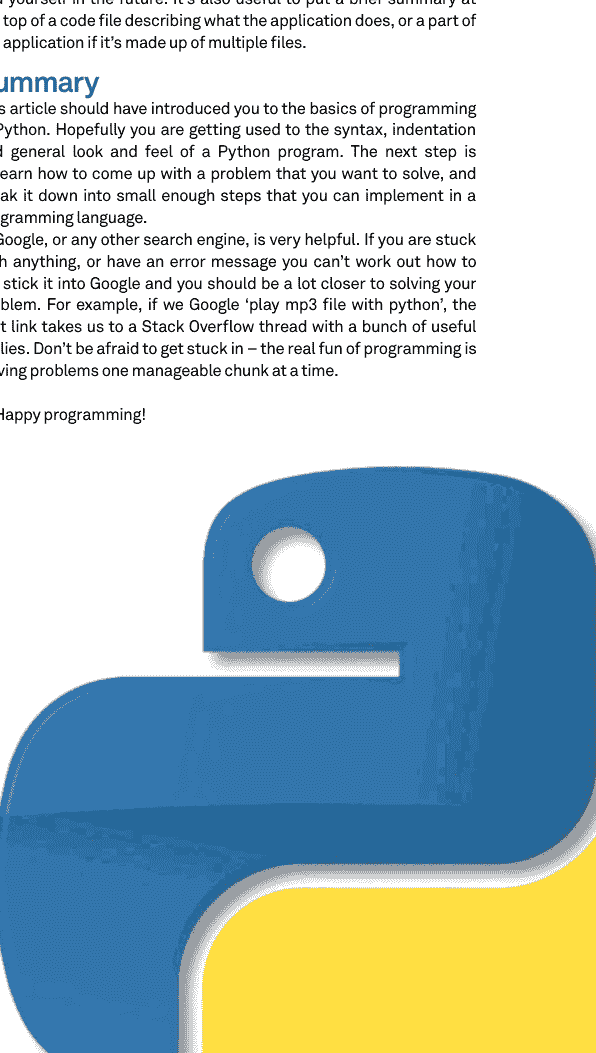 yourself in the future. It's also useful to put a brief summary at
top of a code file describing what the application does, or a part of
application if it's made up of multiple files.
ummary
s article should have introduced you to the basics of programming
Python. Hopefully you are getting used to the syntax, indentation
d general look and feel of a Python program. The next step is
earn how to come up with a problem that you want to solve, and
ak it down into small enough steps that you can implement in a
gramming language.
Google, or any other search engine, is very helpful. If you are stuck
h anything, or have an error message you can't work out how to
stick it into Google and you should be a lot closer to solving your
blem. For example, if we Google ‘play mp3 file with python’, the
t link takes us to a Stack Overflow thread with a bunch of useful
lies. Don't be afraid to get stuck in – the real fun of programming is
ving problems one manageable chunk at a time.
Happy programming!